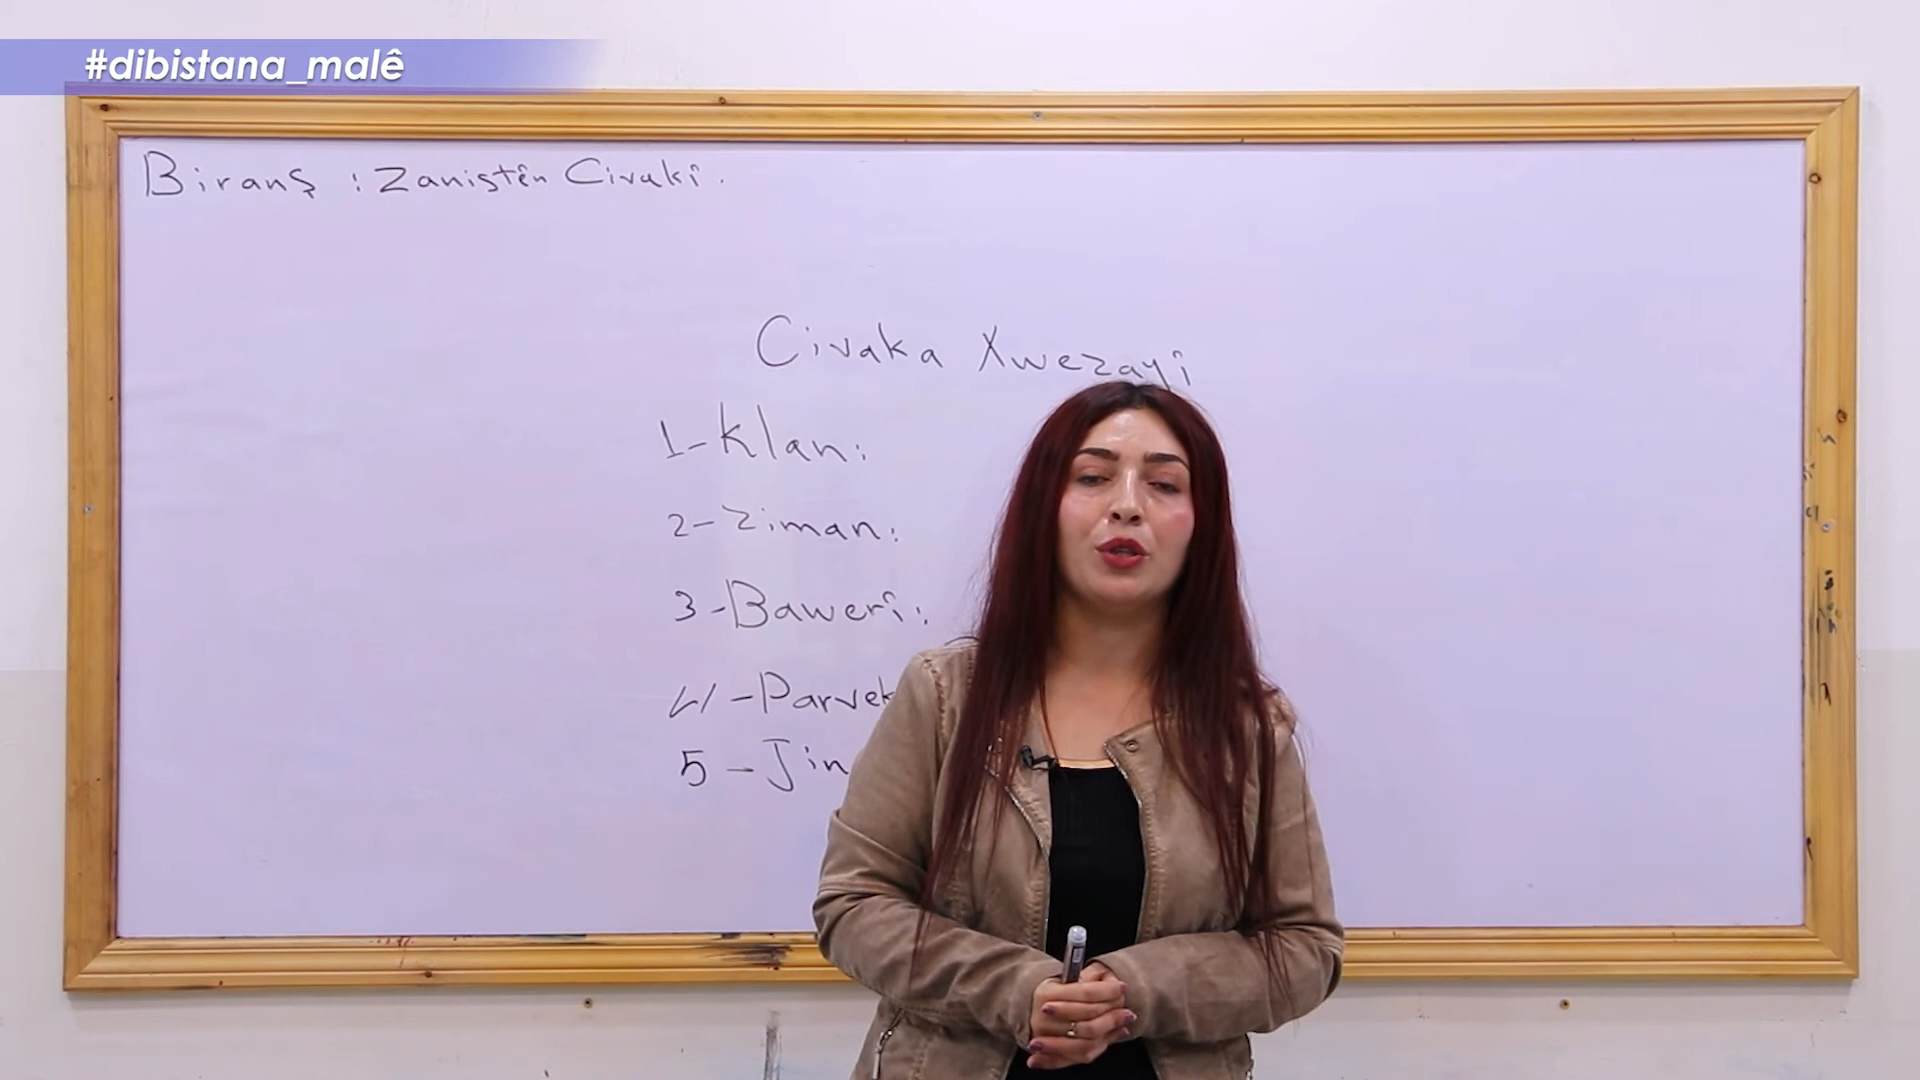 #dibistana_malê
Biranş : Zanistên Civakî .
Civaka Xwezayî
1-Klan:
2-Ziman:
3-Bawerî:
4-Parvek
5-Jin